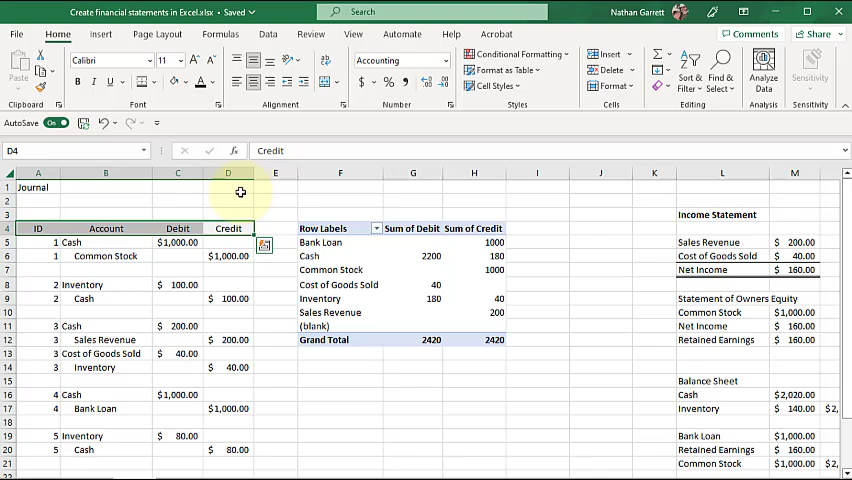 Create financial statements in Excel.xlsx • Saved
Search
Nathan Garrett
File Home Insert Page Layout Formulas Data Review View Automate Help Power Pivot Acrobat
Comments Share
Paste
Calibri 11
Accounting
Conditional Formatting
Format as Table
Cell Styles
Insert
Delete
Format
Sort & Filter
Find & Select
Analyze Data
Sensitivity
Clipboard Font Alignment Number Styles Cells Editing Analysis Sensitivity
AutoSave On
D4 fx Credit
A B C D E F G H I J K L M
1 Journal
2
3 Income Statement
4 ID Account Debit Credit Row Labels Sum of Debit Sum of Credit
5 1 Cash $1,000.00 Bank Loan 1000 Sales Revenue $ 200.00
6 1 Common Stock $1,000.00 Cash 2200 180 Cost of Goods Sold $ 40.00
7 Common Stock 1000 Net Income $ 160.00
8 2 Inventory $ 100.00 Cost of Goods Sold 40
9 2 Cash $ 100.00 Inventory 180 40 Statement of Owners Equity
10 Sales Revenue 200 Common Stock $1,000.00
11 3 Cash $ 200.00 (blank) Net Income $ 160.00
12 3 Sales Revenue $ 200.00 Grand Total 2420 2420 Retained Earnings $ 160.00
13 3 Cost of Goods Sold $ 40.00
14 3 Inventory $ 40.00
15 Balance Sheet
16 4 Cash $1,000.00 Cash $2,020.00
17 4 Bank Loan $1,000.00 Inventory $ 140.00 $2,
18
19 5 Inventory $ 80.00 Bank Loan $1,000.00
20 5 Cash $ 80.00 Retained Earnings $ 160.00
21 Common Stock $1,000.00 $2,
22